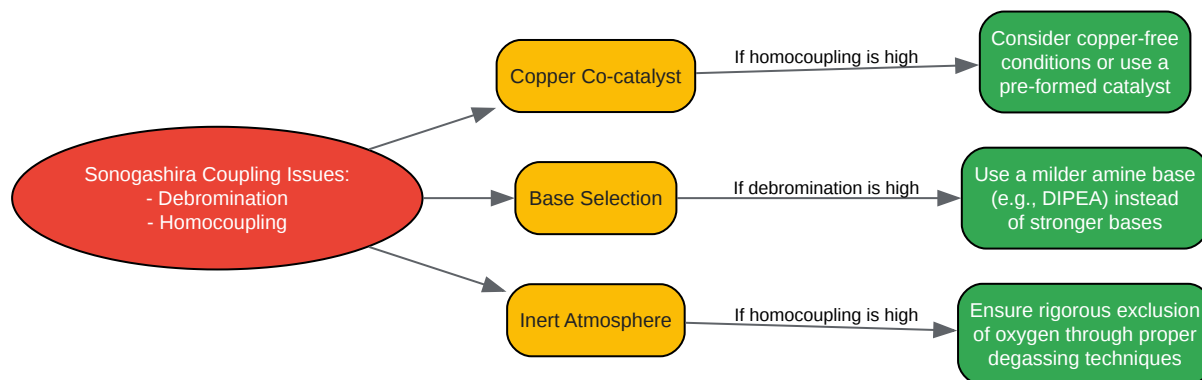 Sonogashira Coupling Issues:
- Debromination
- Homocoupling
Copper Co-catalyst
If homocoupling is high
Consider copper-free
conditions or use a
pre-formed catalyst
Base Selection
If debromination is high
Use a milder amine base
(e.g., DIPEA) instead
of stronger bases
Inert Atmosphere
If homocoupling is high
Ensure rigorous exclusion
of oxygen through proper
degassing techniques